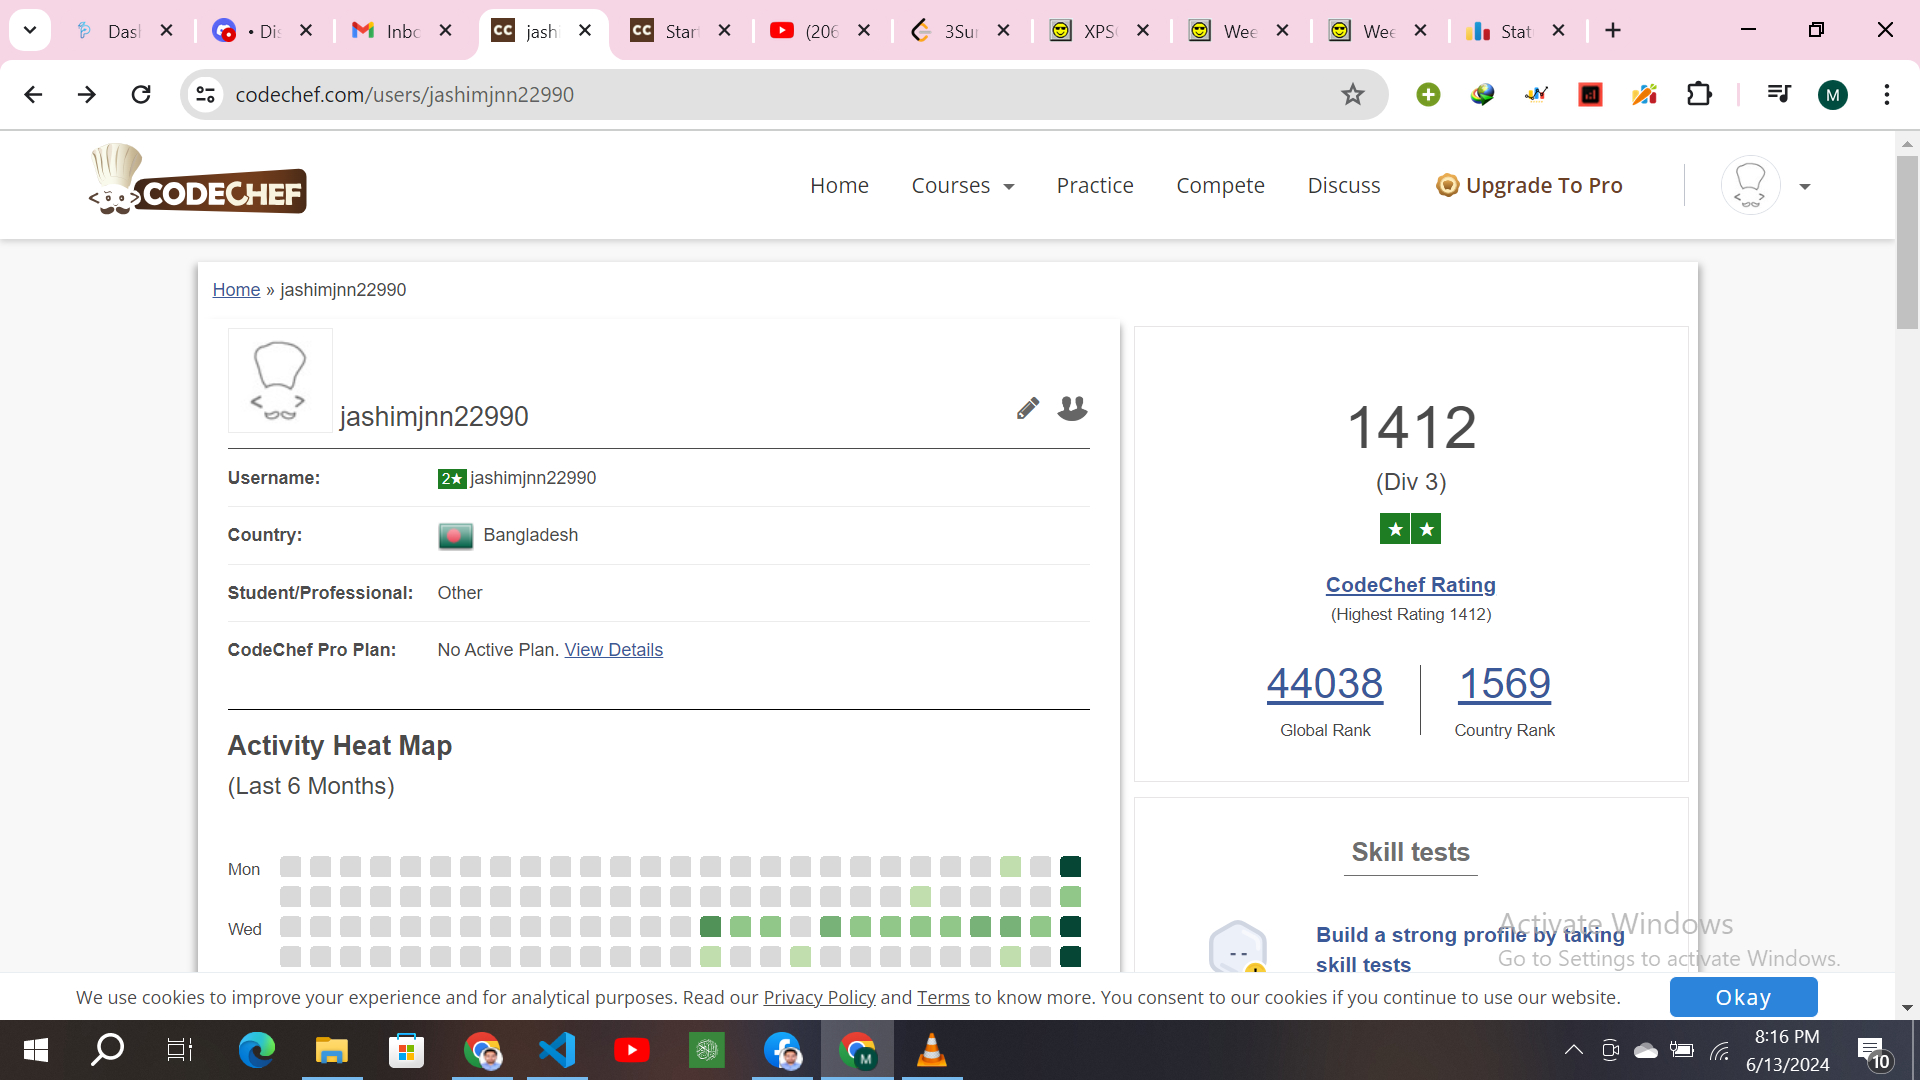 Das
• Dis
Inbo
CC
jashi
CC
Start
(206
3Su
XPS
Wee
Wee
Stat
codechef.com/users/jashimjnn22990
M
CODECHEF
Home
Courses
Practice
Compete
Discuss
Upgrade To Pro
Home » jashimjnn22990
jashimjnn22990
Username: 2★ jashimjnn22990
Country: Bangladesh
Student/Professional: Other
CodeChef Pro Plan: No Active Plan. View Details
Activity Heat Map
(Last 6 Months)
Mon
Wed
1412
(Div 3)
★ ★
CodeChef Rating
(Highest Rating 1412)
44038
Global Rank
1569
Country Rank
Skill tests
Build a strong profile by taking
skill tests
Activate Windows
Go to Settings to activate Windows.
We use cookies to improve your experience and for analytical purposes. Read our Privacy Policy and Terms to know more. You consent to our cookies if you continue to use our website.
Okay
M
8:16 PM
6/13/2024
10